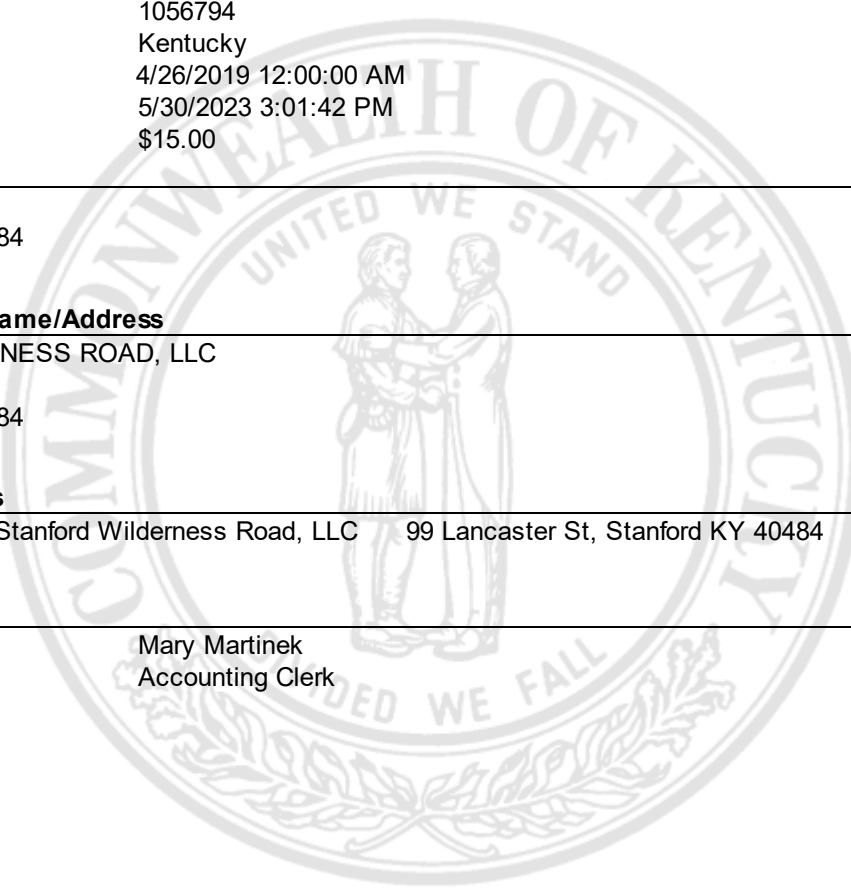 1056794
Kentucky
4/26/2019 12:00:00 AM
5/30/2023 3:01:42 PM
$15.00
84
ame/Address
NESS ROAD, LLC
84
s
Stanford Wilderness Road, LLC 99 Lancaster St, Stanford KY 40484
Mary Martinek
Accounting Clerk
COMMONWEALTH OF KENTUCKY
UNITED WE STAND
DIVIDED WE FALL